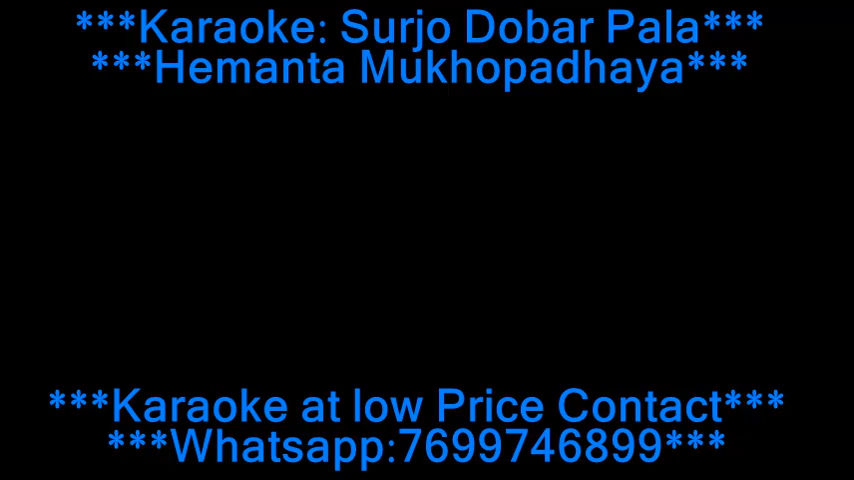 ***Karaoke: Surjo Dobar Pala***
***Hemanta Mukhopadhaya***
***Karaoke at low Price Contact***
***Whatsapp:7699746899***